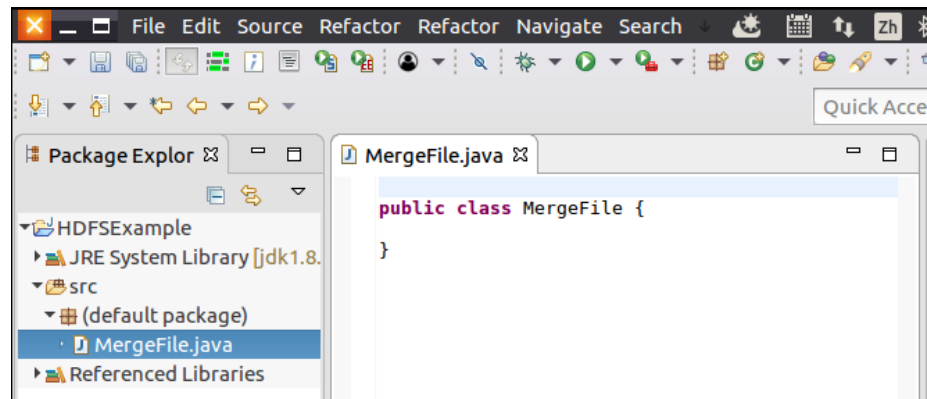 File Edit Source Refactor Refactor Navigate Search Zh
Quick Acce
Package Explor
MergeFile.java
HDFSExample
public class MergeFile {
JRE System Library [jdk1.8.
}
src
(default package)
MergeFile.java
Referenced Libraries